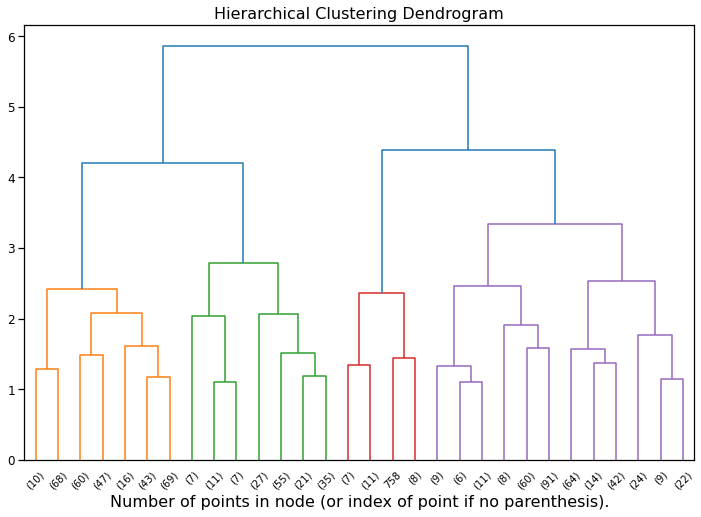 Hierarchical Clustering Dendrogram
6
5
4
3
2
1
0
(10) (68) (60) (47) (16) (43) (69) (7) (11) (7) (27) (55) (21) (35) (7) (11) 758 (8) (9) (6) (11) (8) (60) (91) (64) (14) (42) (24) (9) (22)
Number of points in node (or index of point if no parenthesis).